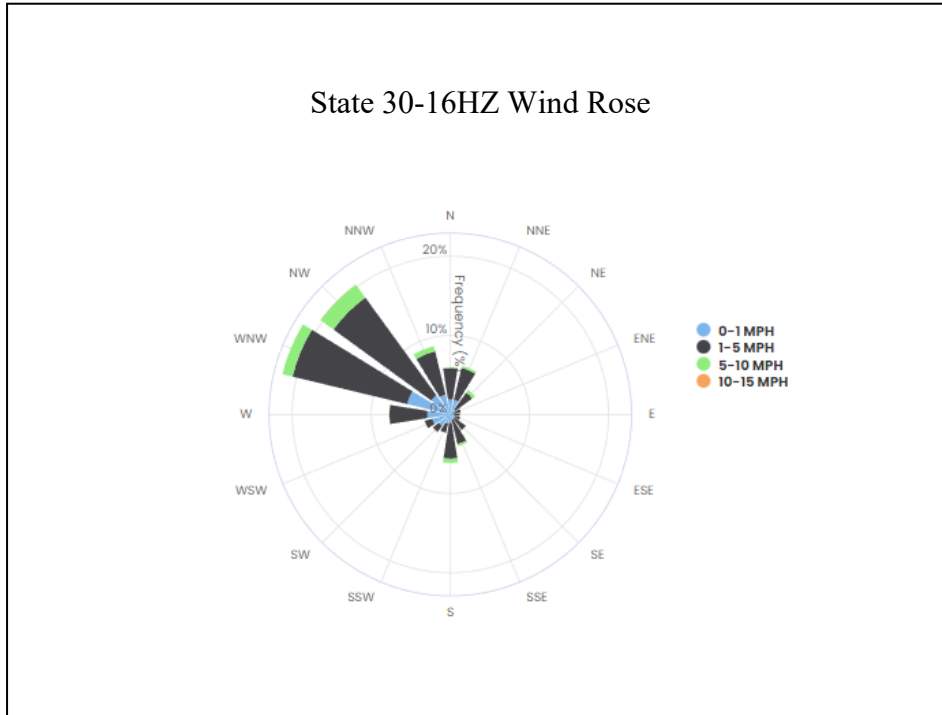 State 30-16HZ Wind Rose
N
NNW
NNE
20%
NW
NE
Frequency (%
10%
WNW
ENE
0-1 MPH
1-5 MPH
5-10 MPH
10-15 MPH
0%
W
E
WSW
ESE
SW
SE
SSW
SSE
S